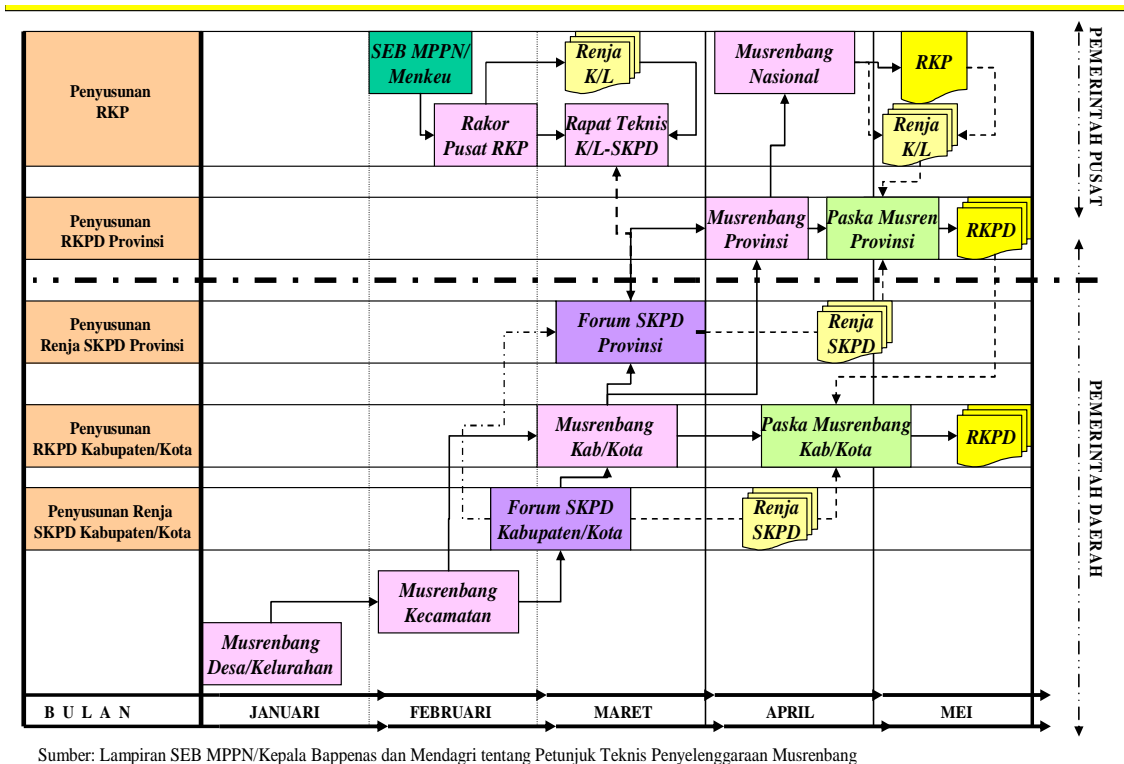 SEB MPPN/
Menkeu
Renja
K/L
Musrenbang
Nasional
RKP
Penyusunan
RKP
Rakor
Pusat RKP
Rapat Teknis
K/L-SKPD
Renja
K/L
PEMERINTAH PUSAT
Penyusunan
RKPD Provinsi
Musrenbang
Provinsi
Paska Musren
Provinsi
RKPD
Penyusunan
Renja SKPD Provinsi
Forum SKPD
Provinsi
Renja
SKPD
Penyusunan
RKPD Kabupaten/Kota
Musrenbang
Kab/Kota
Paska Musrenbang
Kab/Kota
RKPD
PEMERINTAH DAERAH
Penyusunan Renja
SKPD Kabupaten/Kota
Forum SKPD
Kabupaten/Kota
Renja
SKPD
Musrenbang
Kecamatan
Musrenbang
Desa/Kelurahan
B U L A N JANUARI FEBRUARI MARET APRIL MEI
Sumber: Lampiran SEB MPPN/Kepala Bappenas dan Mendagri tentang Petunjuk Teknis Penyelenggaraan Musrenbang